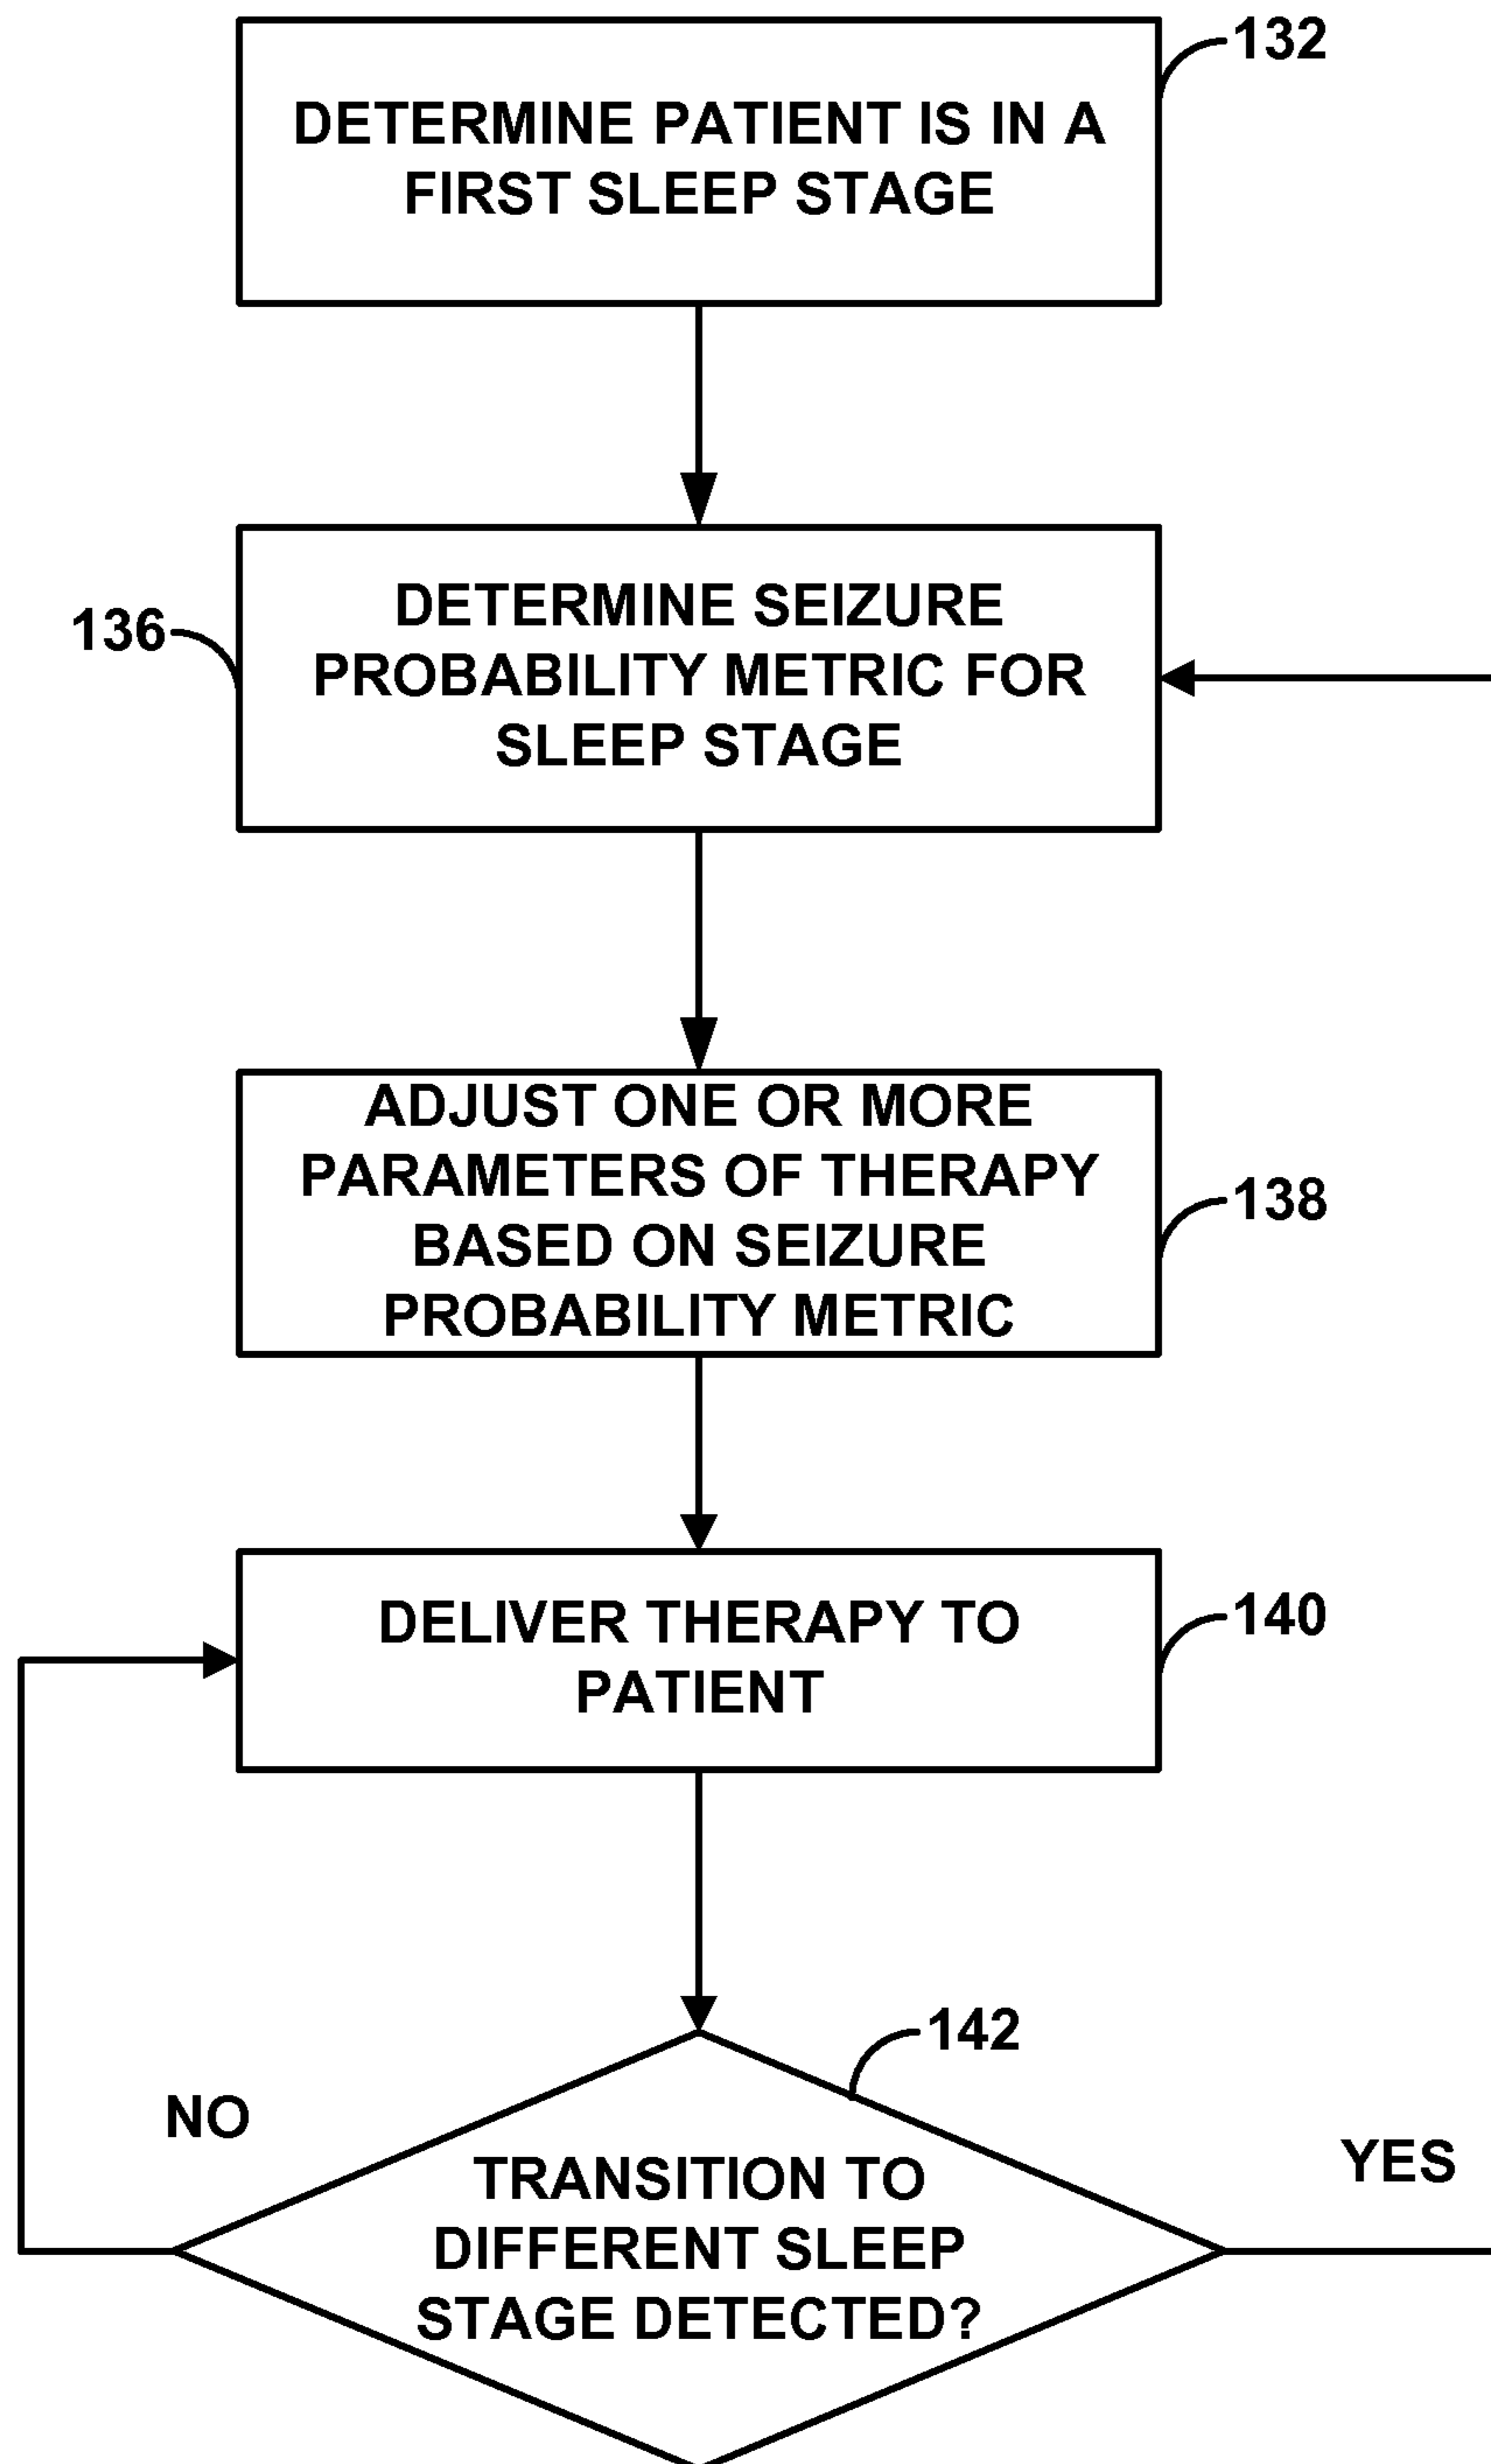 132
DETERMINE PATIENT IS IN A
FIRST SLEEP STAGE
136
DETERMINE SEIZURE
PROBABILITY METRIC FOR
SLEEP STAGE
ADJUST ONE OR MORE
PARAMETERS OF THERAPY
BASED ON SEIZURE
PROBABILITY METRIC
138
DELIVER THERAPY TO
PATIENT
140
142
NO
YES
TRANSITION TO
DIFFERENT SLEEP
STAGE DETECTED?